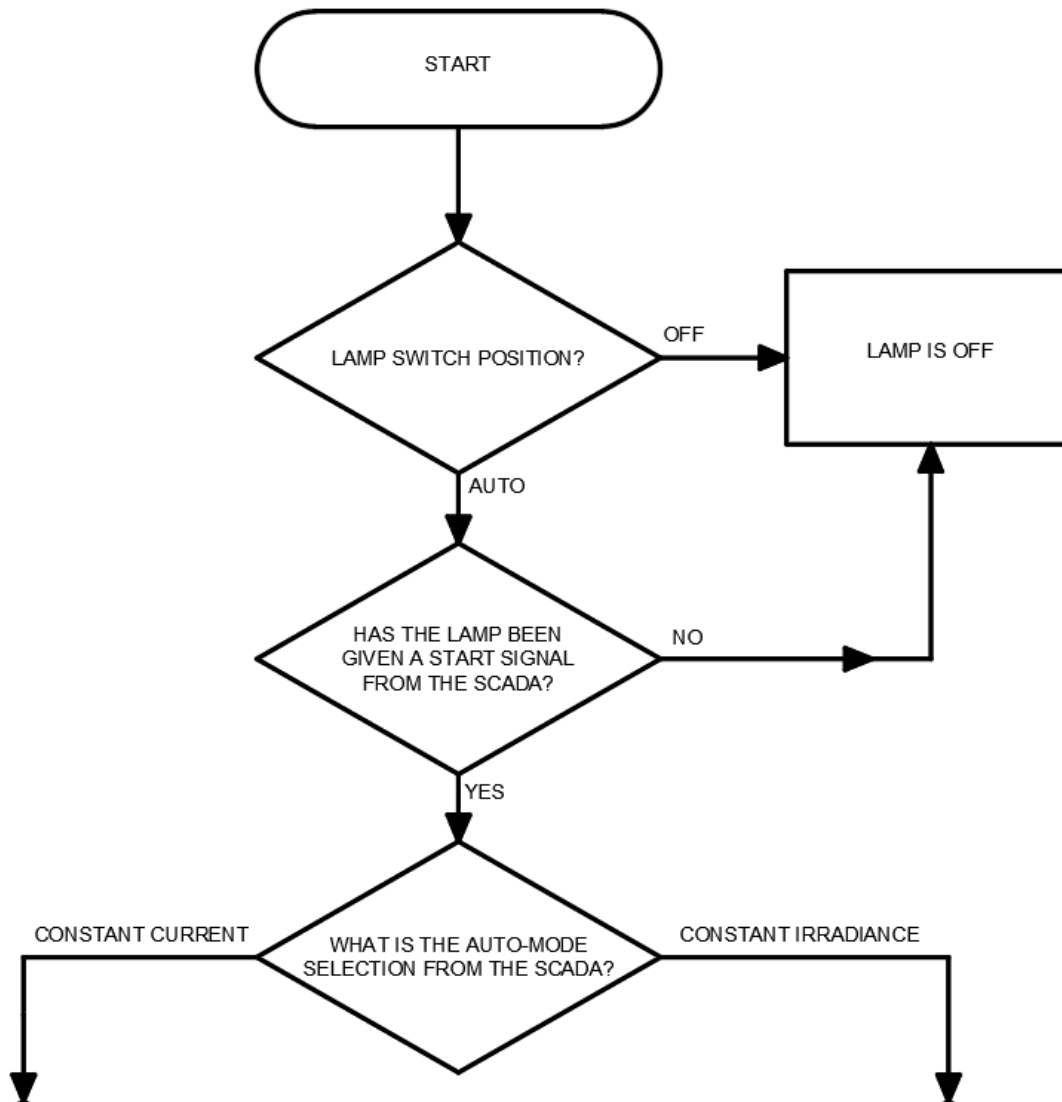 START
LAMP SWITCH POSITION?
OFF
LAMP IS OFF
AUTO
HAS THE LAMP BEEN
GIVEN A START SIGNAL
FROM THE SCADA?
NO
YES
CONSTANT CURRENT
WHAT IS THE AUTO-MODE
SELECTION FROM THE SCADA?
CONSTANT IRRADIANCE